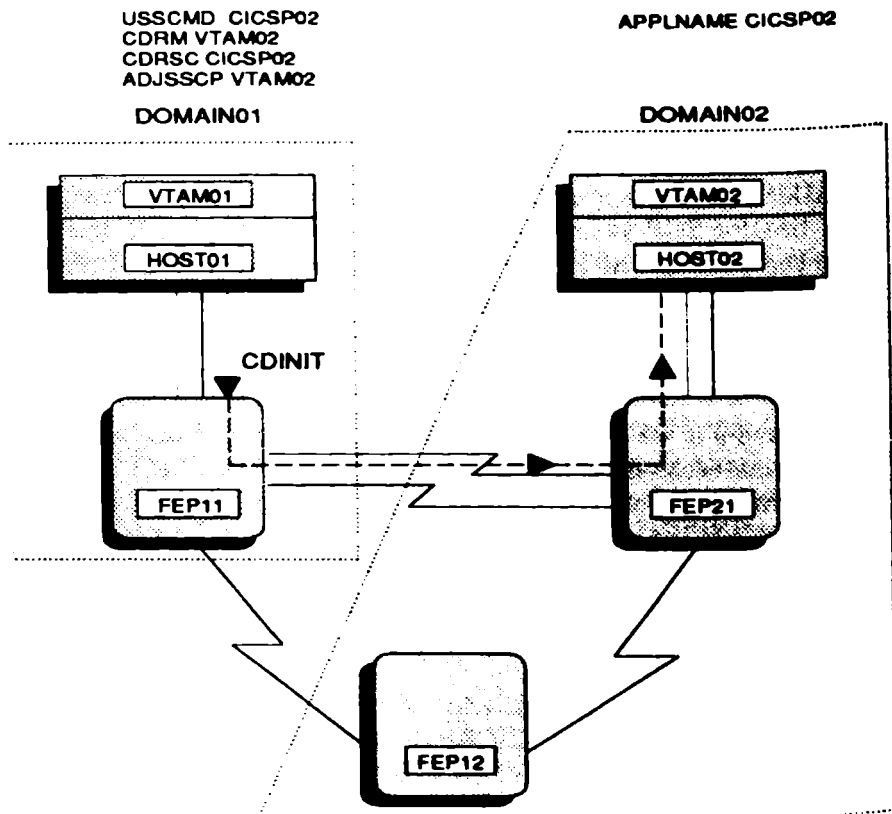 USSCMD CICSP02
CDRM VTAM02
CDRSC CICSP02
ADJSSCP VTAM02
APPLNAME CICSP02
DOMAIN01
DOMAIN02
VTAM01
HOST01
VTAM02
HOST02
CDINIT
FEP11
FEP21
FEP12